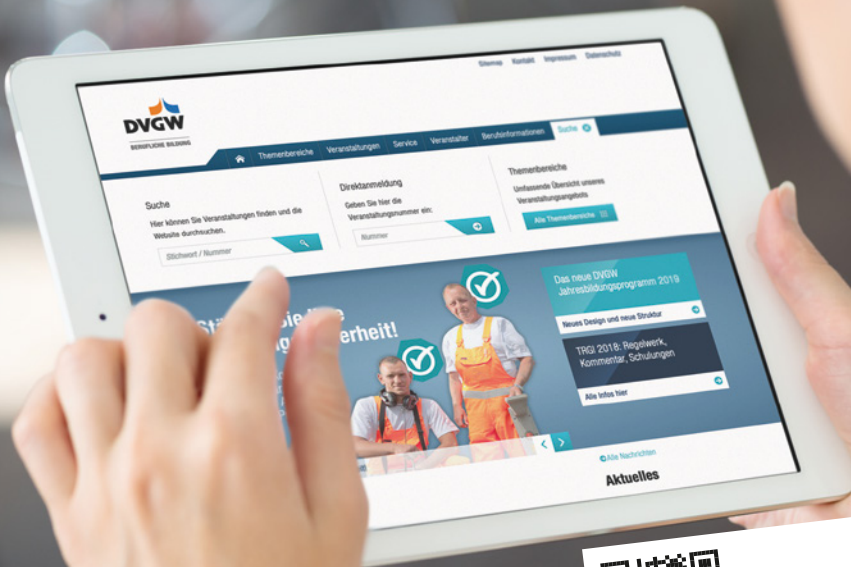 Sitemap Kontakt Impressum Datenschutz
DVGW
BERUFLICHE BILDUNG
Themenbereiche Veranstaltungen Service Veranstalter Berufsinformationen Suche
Suche
Hier können Sie Veranstaltungen finden und die
Website durchsuchen.
Stichwort / Nummer
Direktanmeldung
Geben Sie hier die
Veranstaltungsnummer ein:
Nummer
Themenbereiche
Umfassende Übersicht unseres
Veranstaltungsangebots
Alle Themenbereiche
Sie
erheit!
Das neue DVGW
Jahresbildungsprogramm 2019
Neues Design und neue Struktur
TRGI 2018: Regelwerk,
Kommentar, Schulungen
Alle Infos hier
Alle Nachrichten
Aktuelles